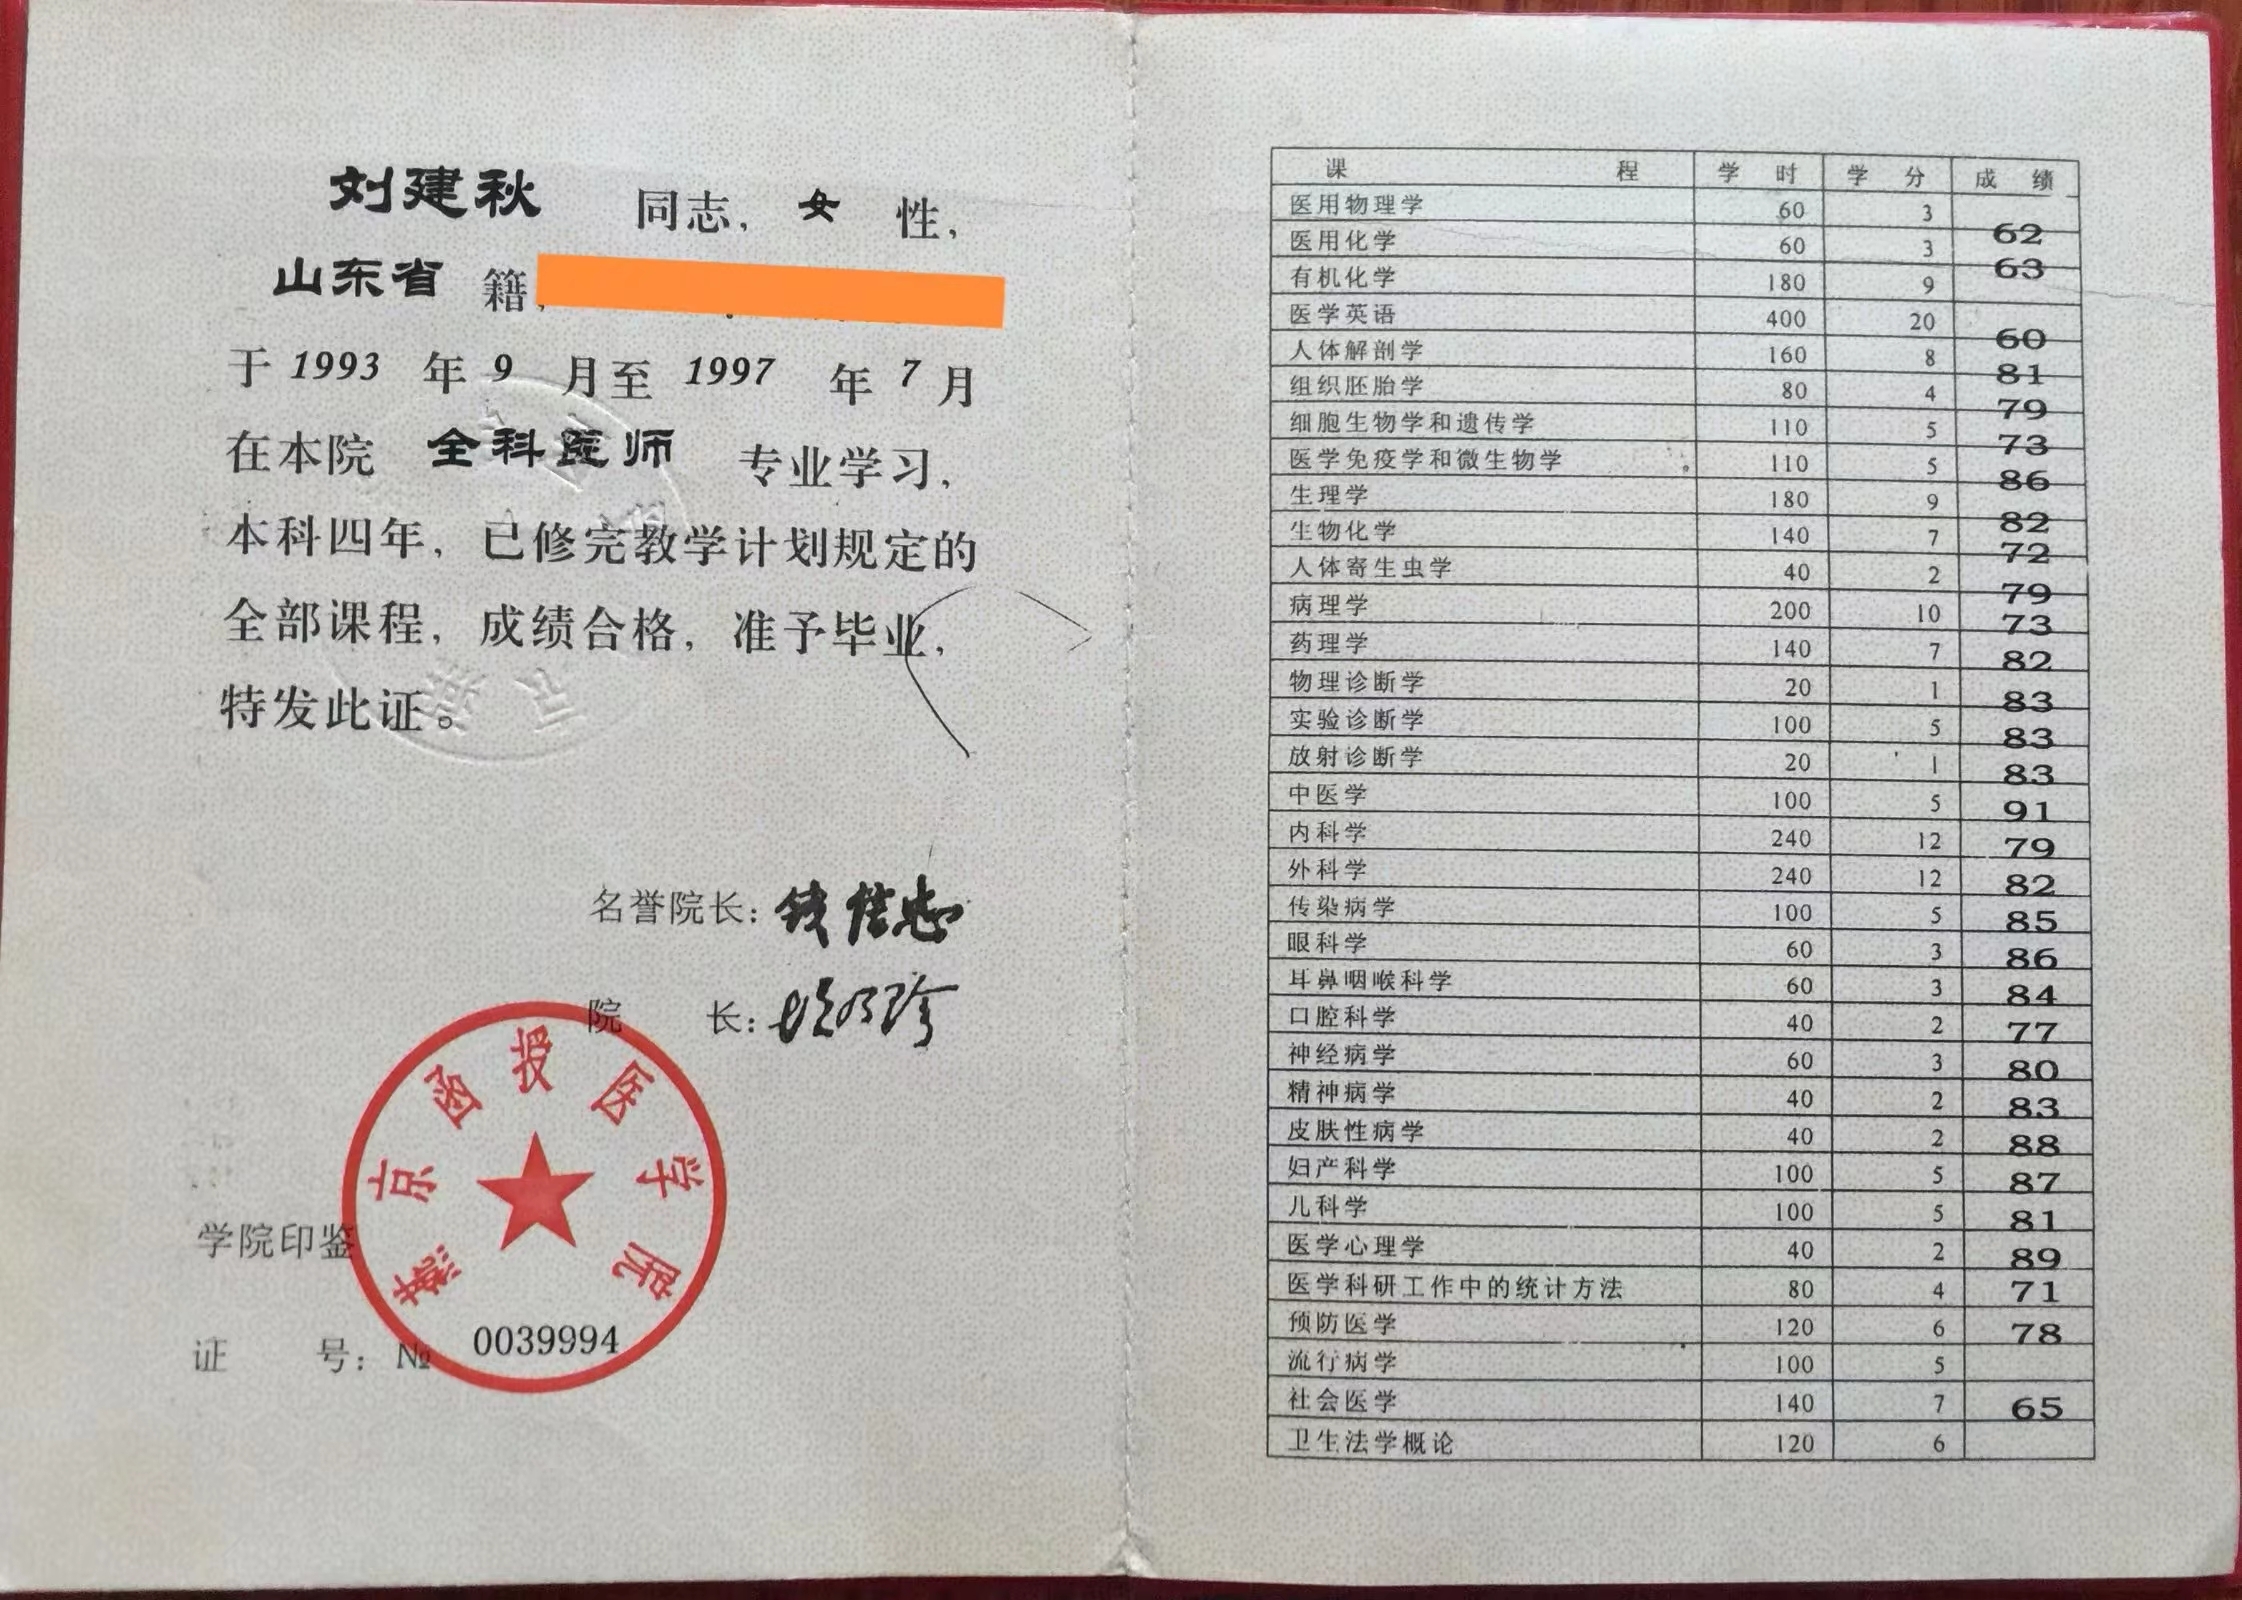 刘建秋 同志，女 性，
山东省 籍，
于 1993 年 9 月至 1997 年 7 月
在本院 全科医师 专业学习，
本科四年，已修完教学计划规定的
全部课程，成绩合格，准予毕业，
特发此证。
名誉院长：钱信忠
院 长：
燕京函授医学院
学院印鉴
证 号：№ 0039994
课 程 学 时 学 分 成 绩
医用物理学 60 3 62
医用化学 60 3 63
有机化学 180 9
医学英语 400 20 60
人体解剖学 160 8 81
组织胚胎学 80 4 79
细胞生物学和遗传学 110 5 73
医学免疫学和微生物学 110 5 86
生理学 180 9 82
生物化学 140 7 72
人体寄生虫学 40 2 79
病理学 200 10 73
药理学 140 7 82
物理诊断学 20 1 83
实验诊断学 100 5 83
放射诊断学 20 1 83
中医学 100 5 91
内科学 240 12 79
外科学 240 12 82
传染病学 100 5 85
眼科学 60 3 86
耳鼻咽喉科学 60 3 84
口腔科学 40 2 77
神经病学 60 3 80
精神病学 40 2 83
皮肤性病学 40 2 88
妇产科学 100 5 87
儿科学 100 5 81
医学心理学 40 2 89
医学科研工作中的统计方法 80 4 71
预防医学 120 6 78
流行病学 100 5
社会医学 140 7 65
卫生法学概论 120 6